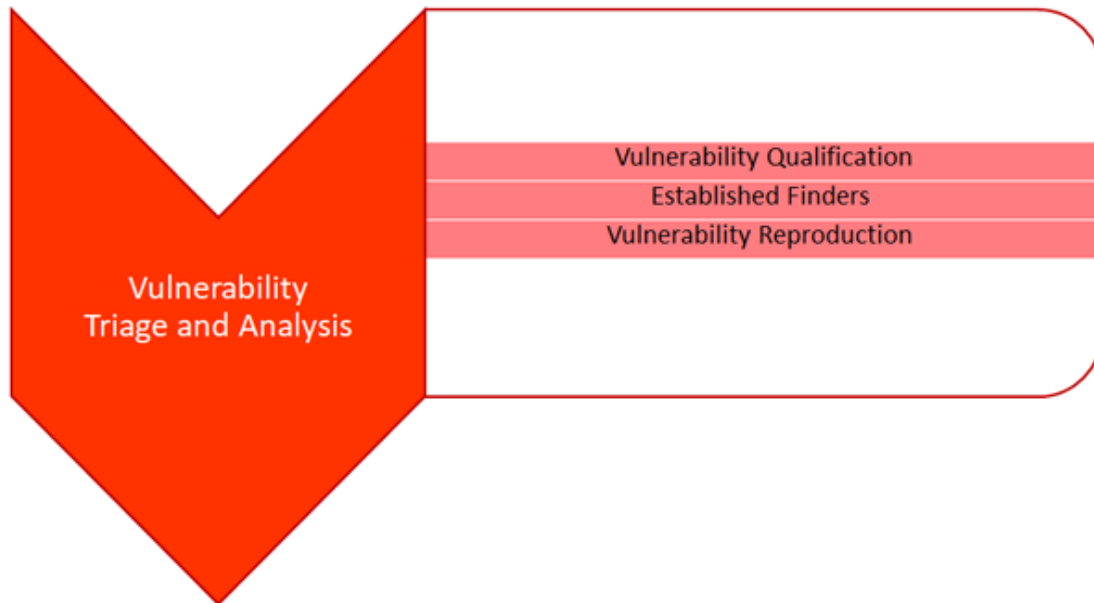 Vulnerability
Triage and Analysis
Vulnerability Qualification
Established Finders
Vulnerability Reproduction